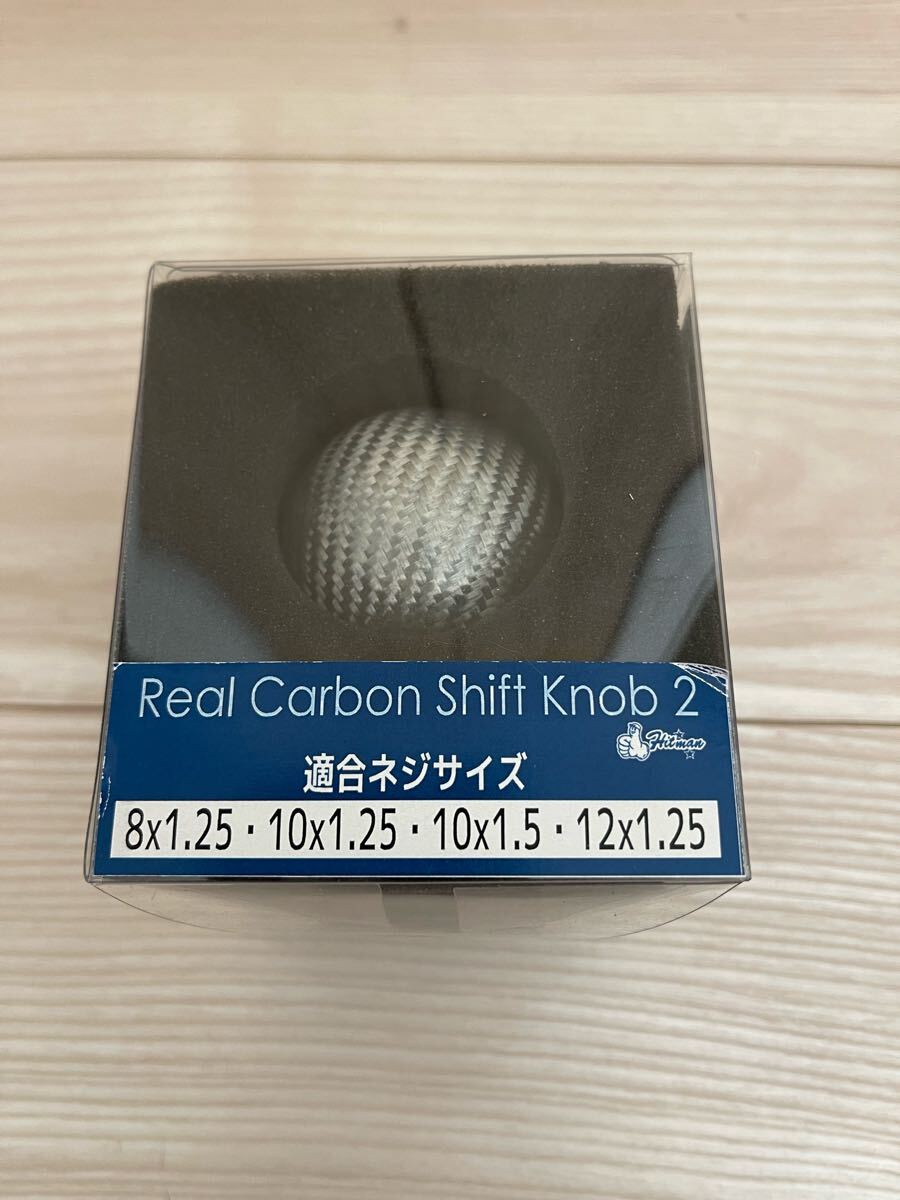 Real Carbon Shift Knob 2
Hitman
適合ネジサイズ
8x1.25・10x1.25・10x1.5・12x1.25